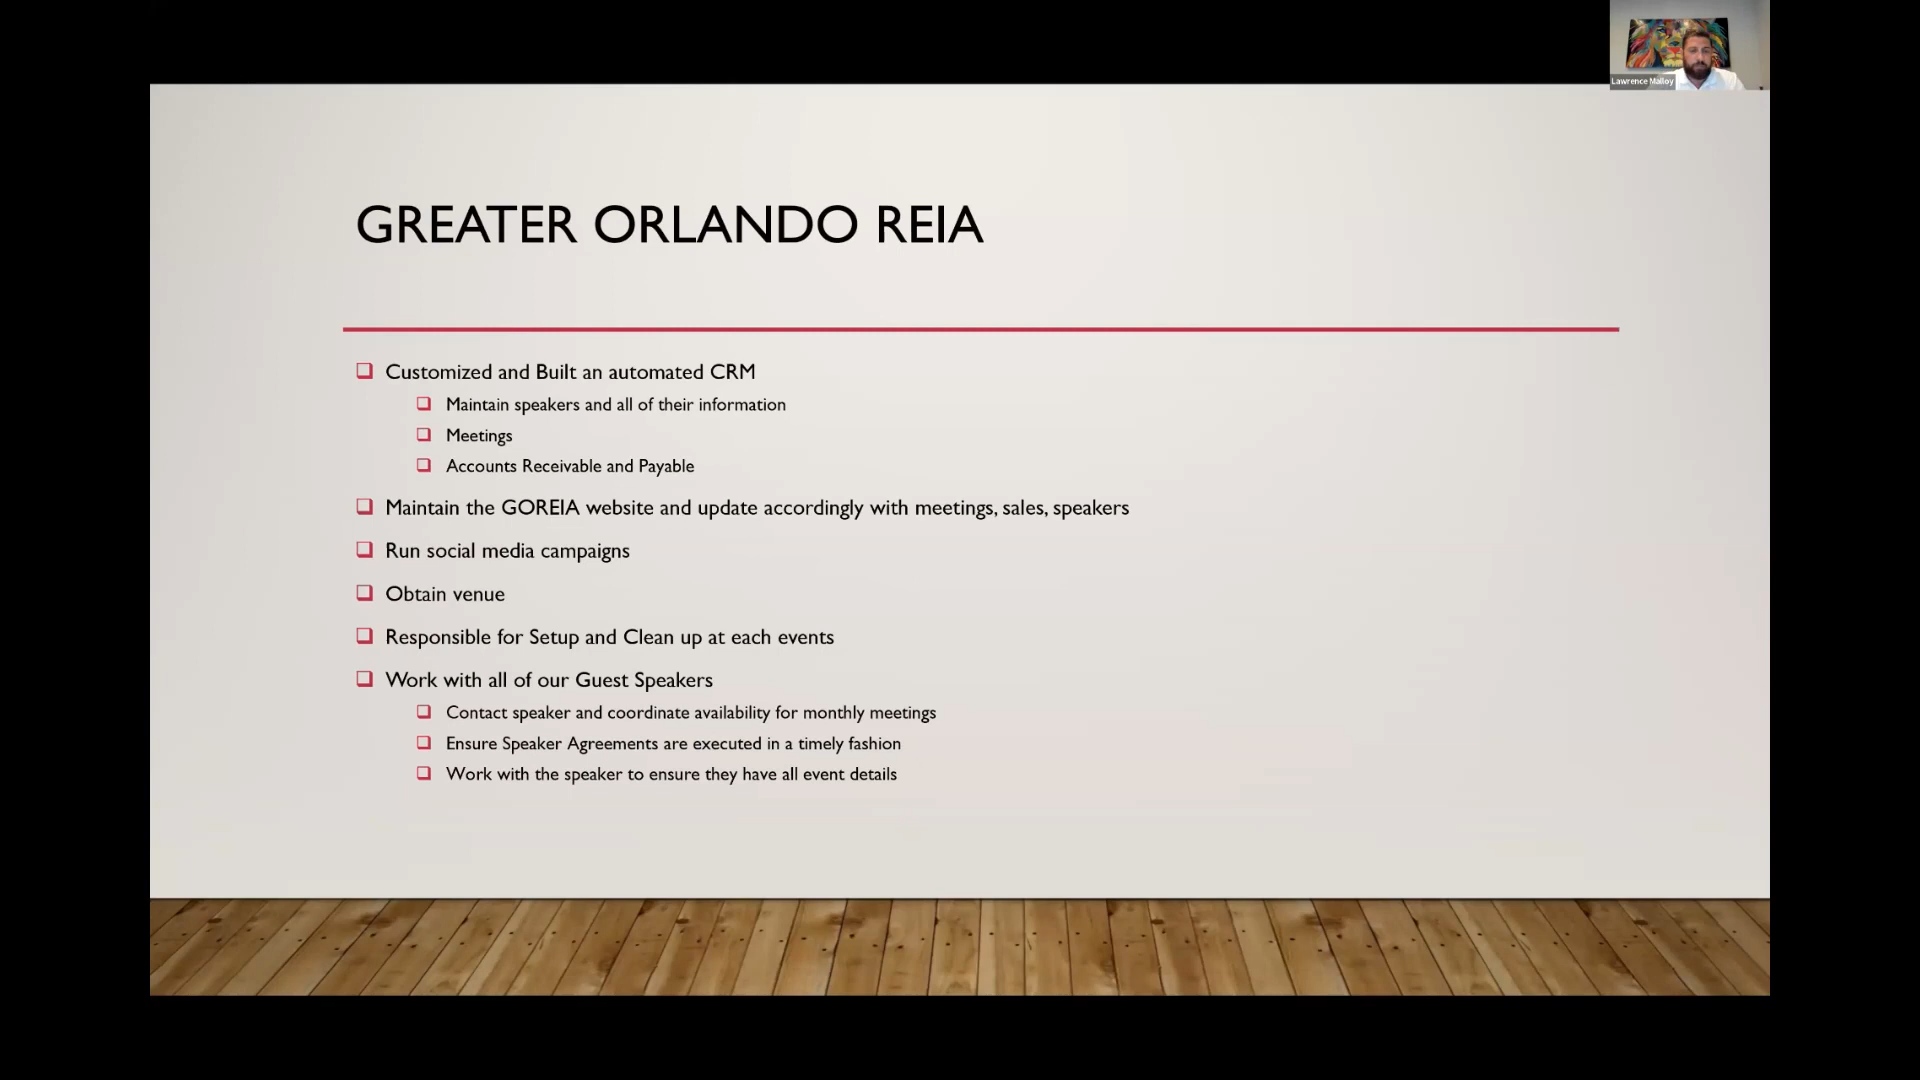 Lawrence Malloy
GREATER ORLANDO REIA
Customized and Built an automated CRM
Maintain speakers and all of their information
Meetings
Accounts Receivable and Payable
Maintain the GOREIA website and update accordingly with meetings, sales, speakers
Run social media campaigns
Obtain venue
Responsible for Setup and Clean up at each events
Work with all of our Guest Speakers
Contact speaker and coordinate availability for monthly meetings
Ensure Speaker Agreements are executed in a timely fashion
Work with the speaker to ensure they have all event details